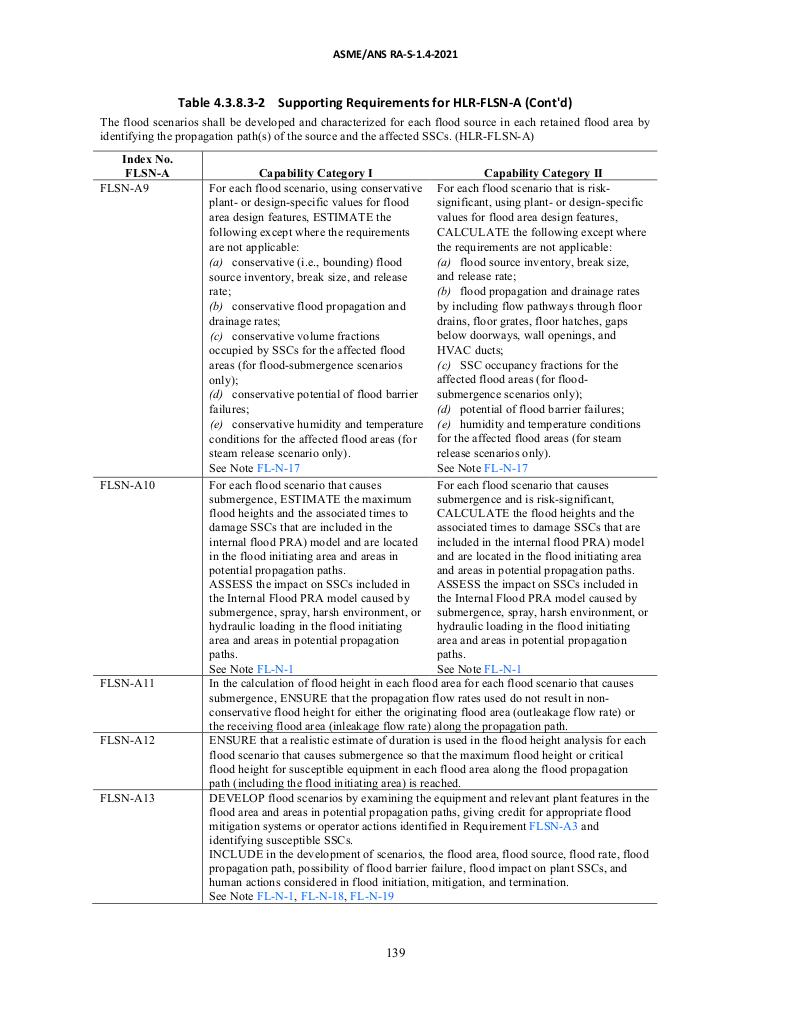 ASME/ANS RA-S-1.4-2021
Table 4.3.8.3-2 Supporting Requirements for HLR-FLSN-A (Cont'd)
The flood scenarios shall be developed and characterized for each flood source in each retained flood area by
identifying the propagation path(s) of the source and the affected SSCs. (HLR-FLSN-A)
Index No.
FLSN-A
Capability Category I
Capability Category II
FLSN-A9
For each flood scenario, using conservative
plant- or design-specific values for flood
area design features, ESTIMATE the
following except where the requirements
are not applicable:
(a) conservative (i.e., bounding) flood
source inventory, break size, and release
rate;
(b) conservative flood propagation and
drainage rates;
(c) conservative volume fractions
occupied by SSCs for the affected flood
areas (for flood-submergence scenarios
only);
(d) conservative potential of flood barrier
failures;
(e) conservative humidity and temperature
conditions for the affected flood areas (for
steam release scenario only).
See Note FL-N-17
For each flood scenario that is risk-
significant, using plant- or design-specific
values for flood area design features,
CALCULATE the following except where
the requirements are not applicable:
(a) flood source inventory, break size,
and release rate;
(b) flood propagation and drainage rates
by including flow pathways through floor
drains, floor grates, floor hatches, gaps
below doorways, wall openings, and
HVAC ducts;
(c) SSC occupancy fractions for the
affected flood areas (for flood-
submergence scenarios only);
(d) potential of flood barrier failures;
(e) humidity and temperature conditions
for the affected flood areas (for steam
release scenarios only).
See Note FL-N-17
FLSN-A10
For each flood scenario that causes
submergence, ESTIMATE the maximum
flood heights and the associated times to
damage SSCs that are included in the
internal flood PRA) model and are located
in the flood initiating area and areas in
potential propagation paths.
ASSESS the impact on SSCs included in
the Internal Flood PRA model caused by
submergence, spray, harsh environment, or
hydraulic loading in the flood initiating
area and areas in potential propagation
paths.
See Note FL-N-1
For each flood scenario that causes
submergence and is risk-significant,
CALCULATE the flood heights and the
associated times to damage SSCs that are
included in the internal flood PRA) model
and are located in the flood initiating area
and areas in potential propagation paths.
ASSESS the impact on SSCs included in
the Internal Flood PRA model caused by
submergence, spray, harsh environment, or
hydraulic loading in the flood initiating
area and areas in potential propagation
paths.
See Note FL-N-1
FLSN-A11
In the calculation of flood height in each flood area for each flood scenario that causes
submergence, ENSURE that the propagation flow rates used do not result in non-
conservative flood height for either the originating flood area (outleakage flow rate) or
the receiving flood area (inleakage flow rate) along the propagation path.
FLSN-A12
ENSURE that a realistic estimate of duration is used in the flood height analysis for each
flood scenario that causes submergence so that the maximum flood height or critical
flood height for susceptible equipment in each flood area along the flood propagation
path (including the flood initiating area) is reached.
FLSN-A13
DEVELOP flood scenarios by examining the equipment and relevant plant features in the
flood area and areas in potential propagation paths, giving credit for appropriate flood
mitigation systems or operator actions identified in Requirement FLSN-A3 and
identifying susceptible SSCs.
INCLUDE in the development of scenarios, the flood area, flood source, flood rate, flood
propagation path, possibility of flood barrier failure, flood impact on plant SSCs, and
human actions considered in flood initiation, mitigation, and termination.
See Note FL-N-1, FL-N-18, FL-N-19
139